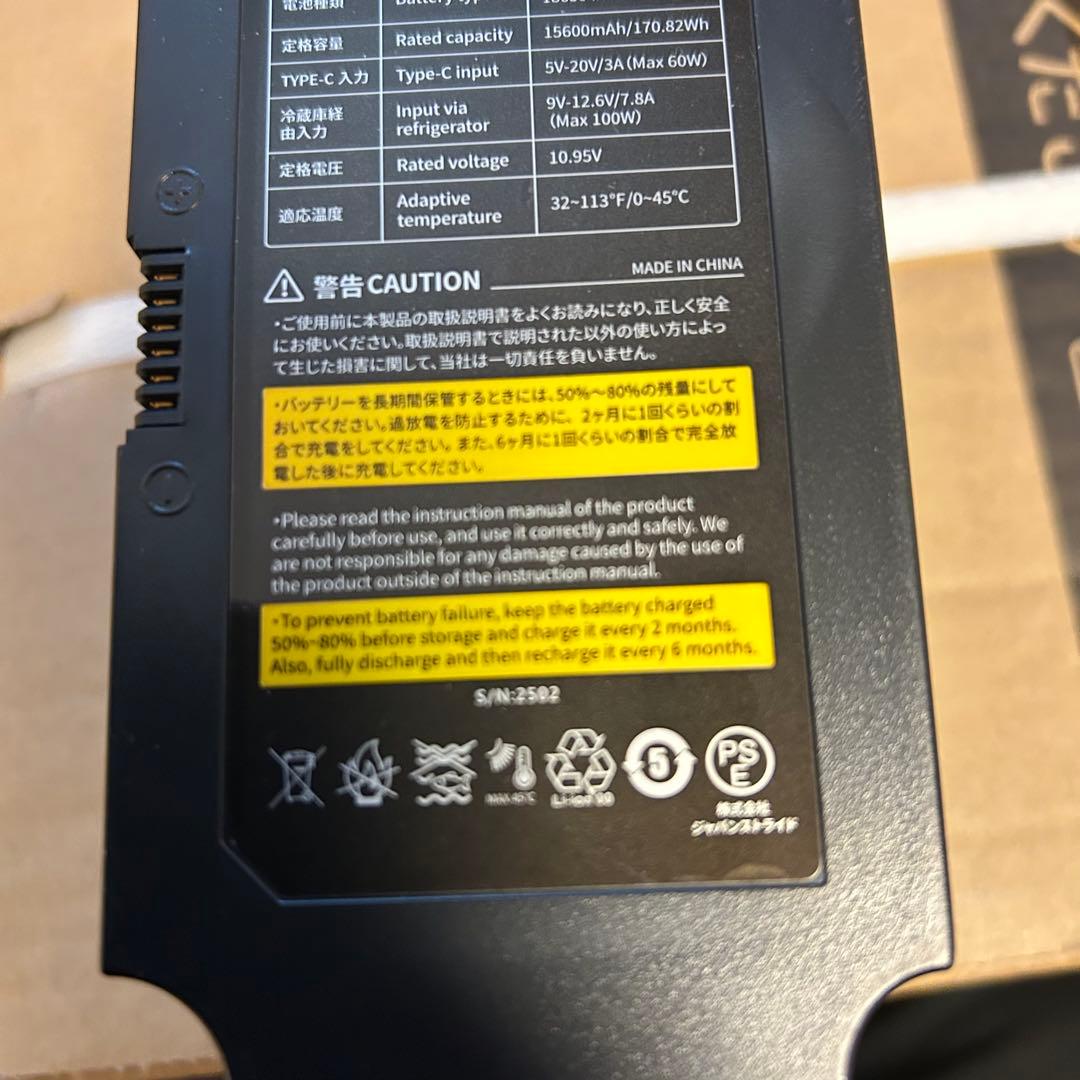 電池種類 Battery type
定格容量 Rated capacity 15600mAh/170.82Wh
TYPE-C 入力 Type-C input 5V-20V/3A (Max 60W)
冷蔵庫経 Input via 9V-12.6V/7.8A
由入力 refrigerator (Max 100W)
定格電圧 Rated voltage 10.95V
適応温度 Adaptive 32~113°F/0~45°C
temperature
警告CAUTION MADE IN CHINA
・ご使用前に本製品の取扱説明書をよくお読みになり、正しく安全
にお使いください。取扱説明書で説明された以外の使い方によっ
て生じた損害に関して、当社は一切責任を負いません。
・バッテリーを長期間保管するときには、50%～80%の残量にして
おいてください。過放電を防止するために、2ヶ月に1回くらいの割
合で充電をしてください。また、6ヶ月に1回くらいの割合で完全放
電した後に充電してください。
・Please read the instruction manual of the product
carefully before use, and use it correctly and safely. We
are not responsible for any damage caused by the use of
the product outside of the instruction manual.
・To prevent battery failure, keep the battery charged
50%~80% before storage and charge it every 2 months.
Also, fully discharge and then recharge it every 6 months.
S/N:2502
5 PS
E
MAX 45°C
株式会社
ジャパンストライド